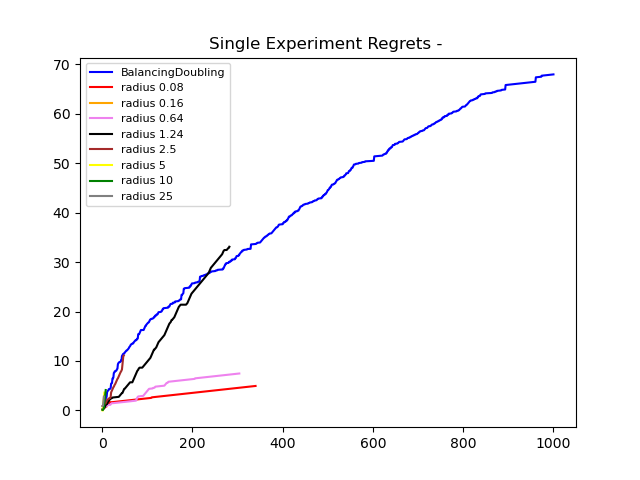 Single Experiment Regrets -
70
60
50
40
30
20
10
0
BalancingDoubling
radius 0.08
radius 0.16
radius 0.64
radius 1.24
radius 2.5
radius 5
radius 10
radius 25
0 200 400 600 800 1000